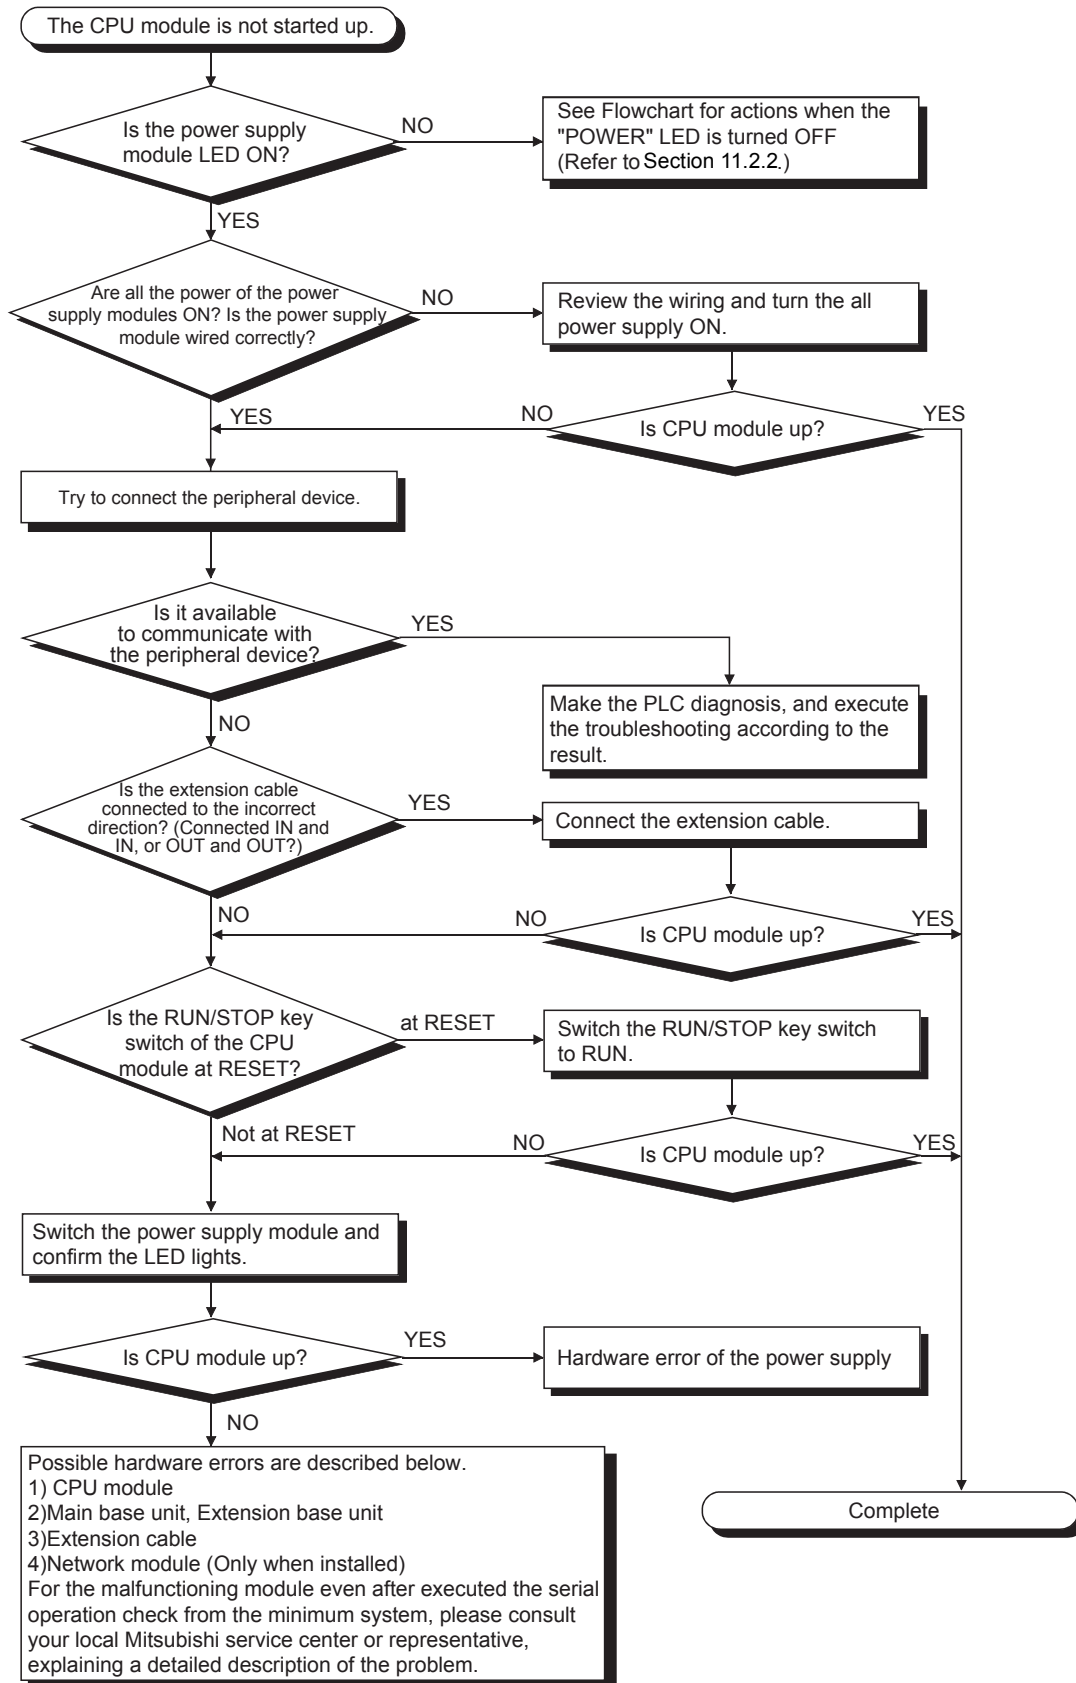 The CPU module is not started up.
Is the power supply
module LED ON?
NO
See Flowchart for actions when the
"POWER" LED is turned OFF
(Refer to Section 11.2.2.)
YES
Are all the power of the power
supply modules ON? Is the power supply
module wired correctly?
NO
Review the wiring and turn the all
power supply ON.
YES
NO
Is CPU module up?
YES
Try to connect the peripheral device.
Is it available
to communicate with
the peripheral device?
YES
Make the PLC diagnosis, and execute
the troubleshooting according to the
result.
NO
Is the extension cable
connected to the incorrect
direction? (Connected IN and
IN, or OUT and OUT?)
YES
Connect the extension cable.
NO
NO
Is CPU module up?
YES
Is the RUN/STOP key
switch of the CPU
module at RESET?
at RESET
Switch the RUN/STOP key switch
to RUN.
Not at RESET
NO
Is CPU module up?
YES
Switch the power supply module and
confirm the LED lights.
Is CPU module up?
YES
Hardware error of the power supply
NO
Possible hardware errors are described below.
1) CPU module
2)Main base unit, Extension base unit
3)Extension cable
4)Network module (Only when installed)
For the malfunctioning module even after executed the serial
operation check from the minimum system, please consult
your local Mitsubishi service center or representative,
explaining a detailed description of the problem.
Complete